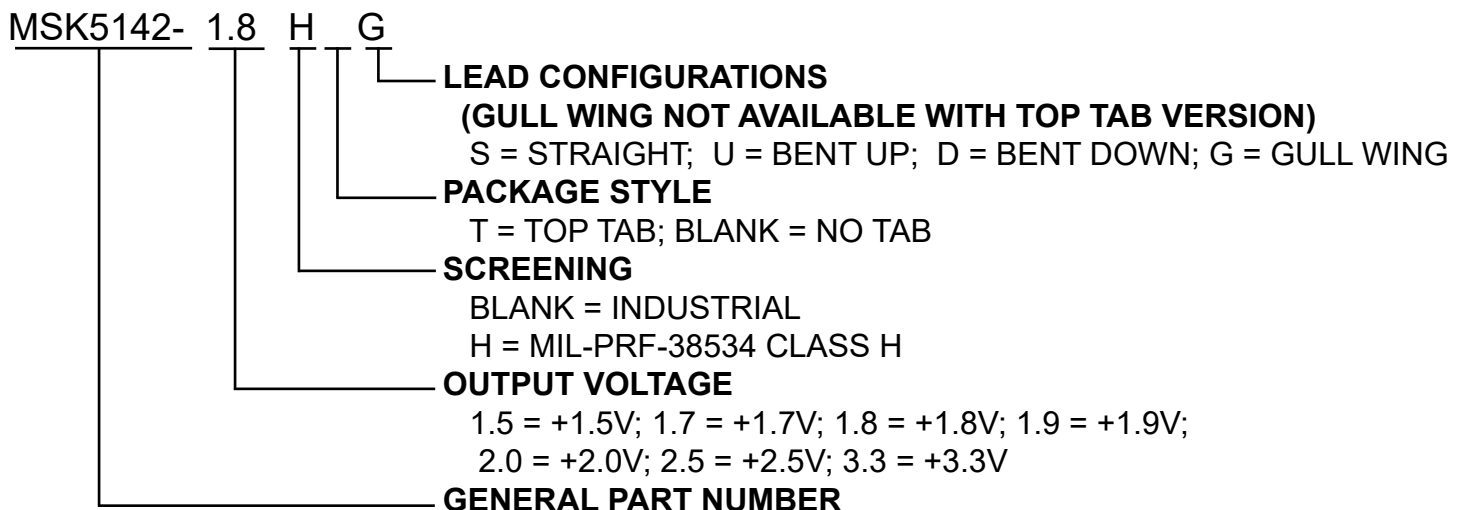 MSK5142- 1.8 H G
LEAD CONFIGURATIONS
(GULL WING NOT AVAILABLE WITH TOP TAB VERSION)
S = STRAIGHT; U = BENT UP; D = BENT DOWN; G = GULL WING
PACKAGE STYLE
T = TOP TAB; BLANK = NO TAB
SCREENING
BLANK = INDUSTRIAL
H = MIL-PRF-38534 CLASS H
OUTPUT VOLTAGE
1.5 = +1.5V; 1.7 = +1.7V; 1.8 = +1.8V; 1.9 = +1.9V;
2.0 = +2.0V; 2.5 = +2.5V; 3.3 = +3.3V
GENERAL PART NUMBER